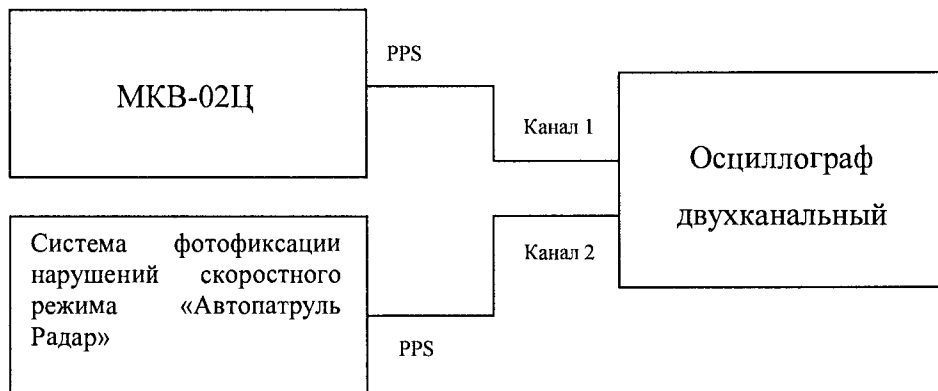 МКВ-02Ц
PPS
Канал 1
Осциллограф
двухканальный
Система фотофиксации
нарушений скоростного
режима «Автопатруль
Радар»
Канал 2
PPS